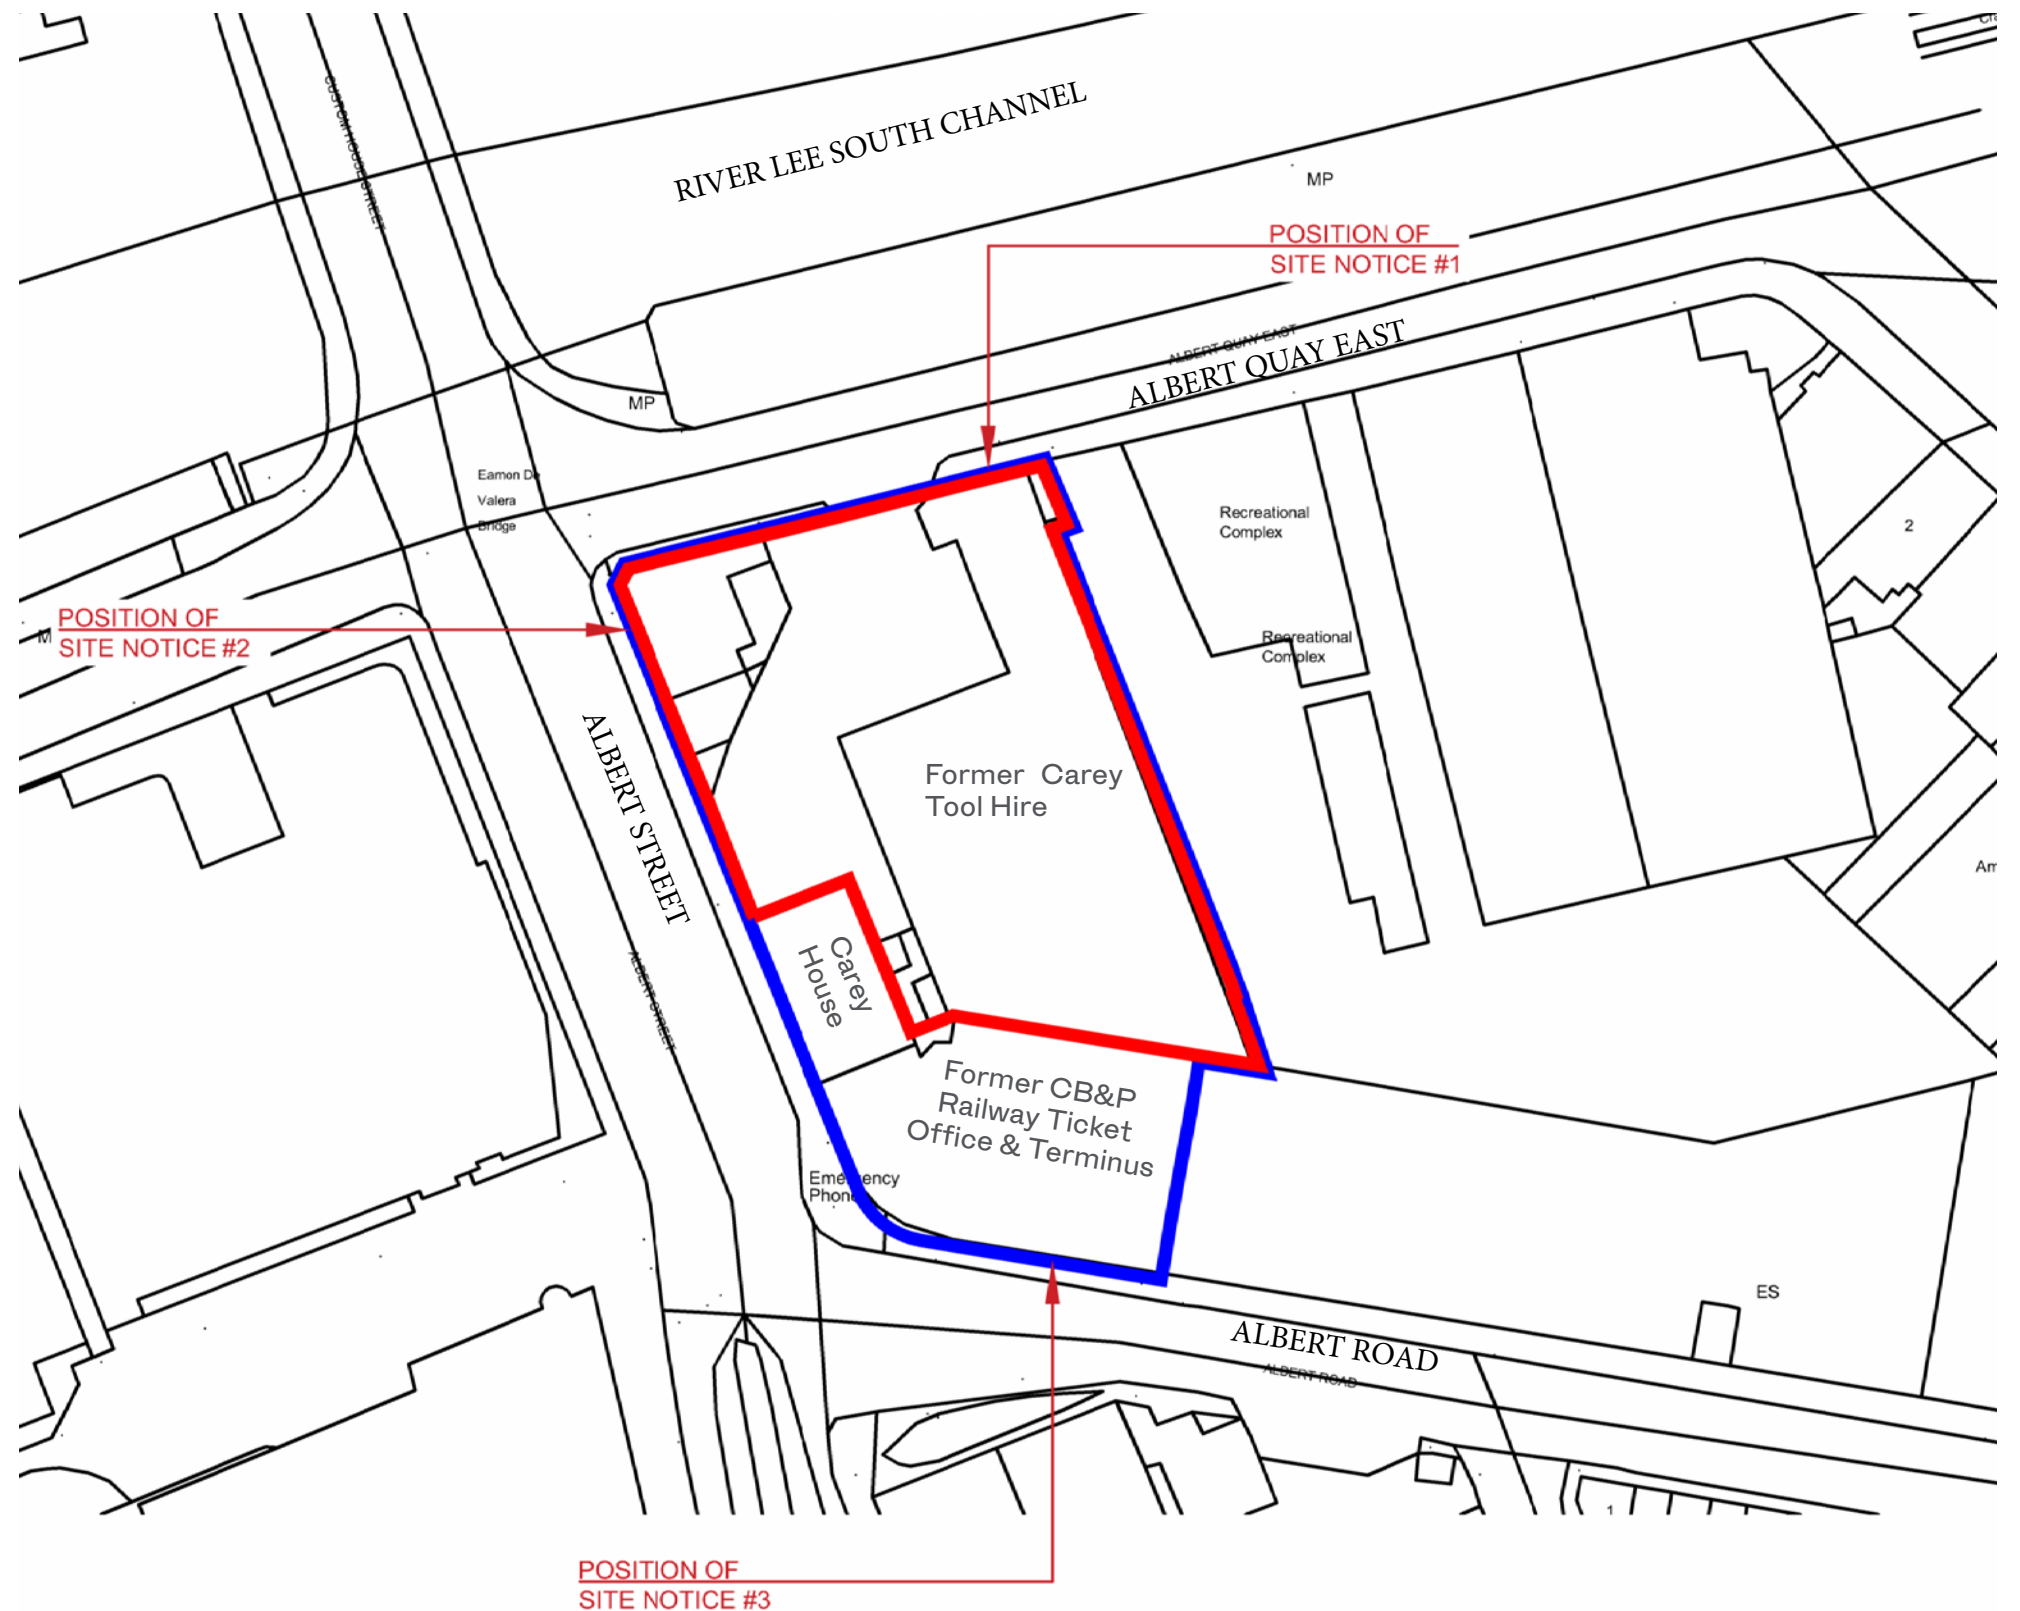 CUSTOM HOUSE STREET
RIVER LEE SOUTH CHANNEL
MP
POSITION OF
SITE NOTICE #1
ALBERT QUAY EAST
ALBERT QUAY EAST
MP
Eamon De
Valera
Bridge
Recreational
Complex
2
POSITION OF
SITE NOTICE #2
M
Recreational
Complex
ALBERT STREET
Former Carey
Tool Hire
Am
Carey
House
ALBERT STREET
Former CB&P
Railway Ticket
Office & Terminus
Emergency
Phone
ES
ALBERT ROAD
ALBERT ROAD
1
POSITION OF
SITE NOTICE #3